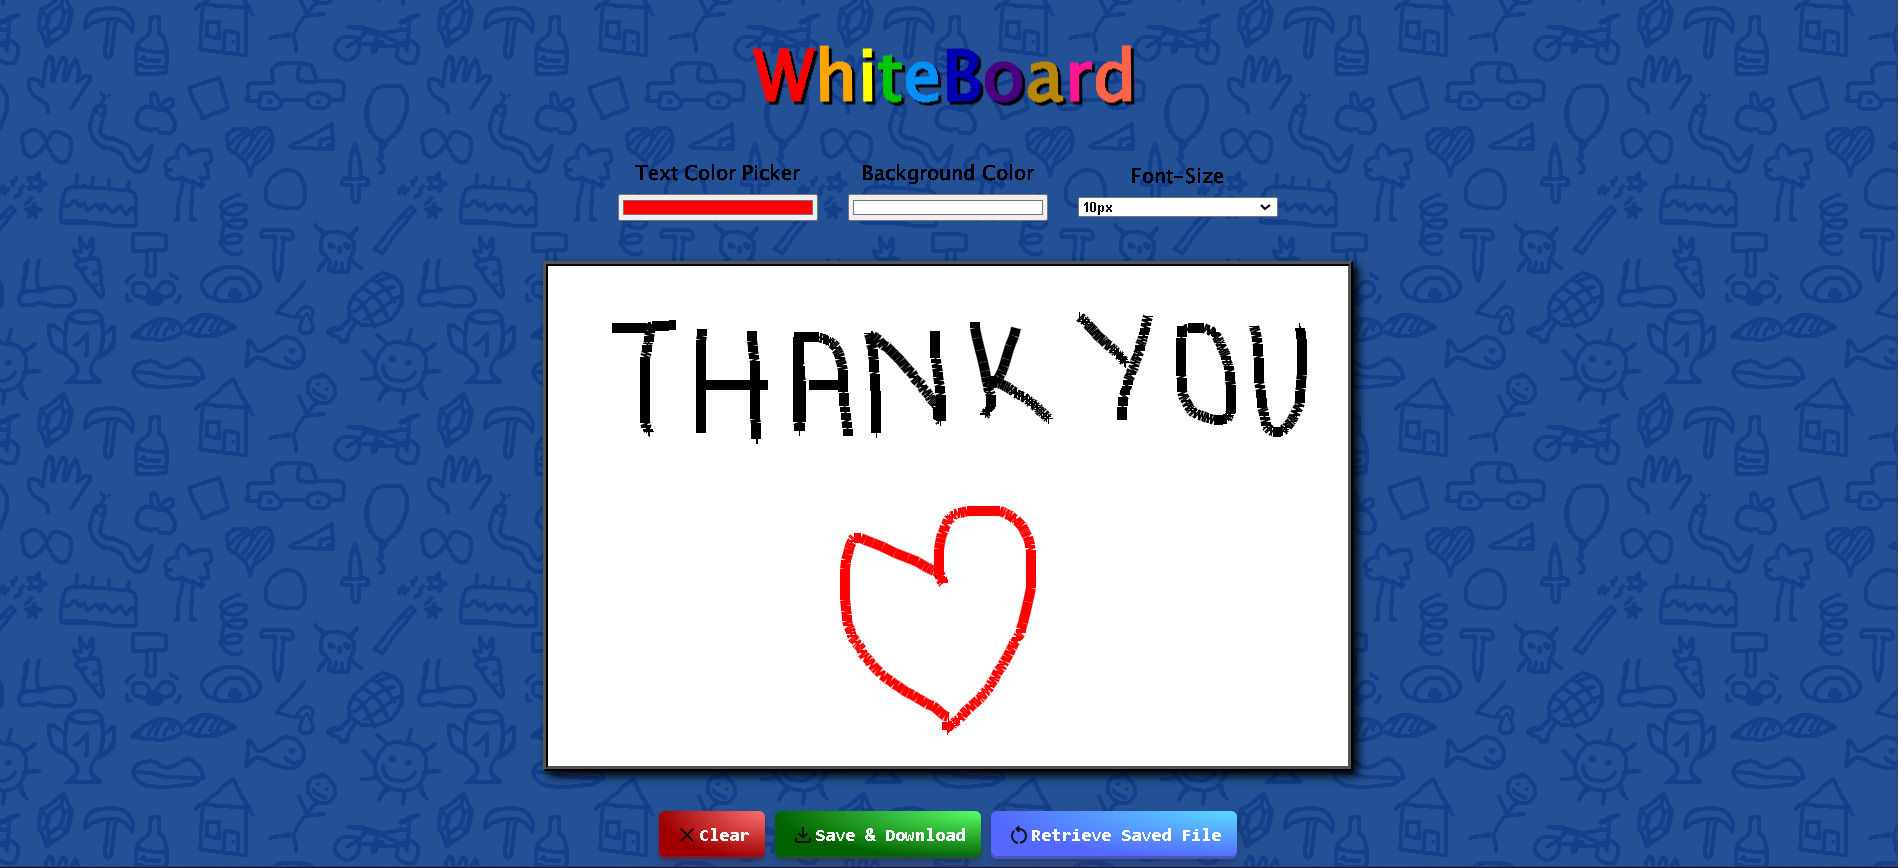 WhiteBoard
Text Color Picker Background Color Font-Size
10px
THANK YOU
Clear Save & Download Retrieve Saved File